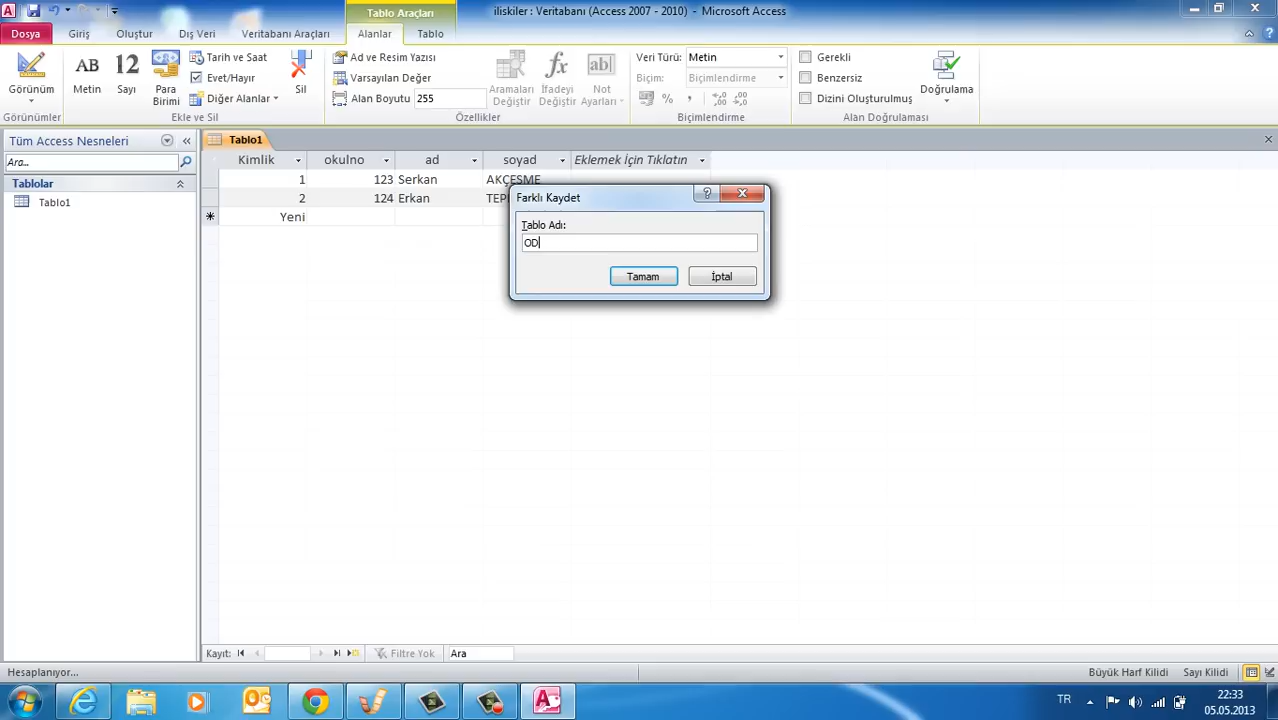 Tablo Araçları
iliskiler : Veritabanı (Access 2007 - 2010) - Microsoft Access
Dosya Giriş Oluştur Dış Veri Veritabanı Araçları Alanlar Tablo
Görünüm
Görünümler
AB
Metin
12
Sayı
Para
Birimi
Tarih ve Saat
Evet/Hayır
Diğer Alanlar
Sil
Ekle ve Sil
Ad ve Resim Yazısı
Varsayılan Değer
Alan Boyutu 255
Aramaları
Değiştir
fx
İfadeyi
Değiştir
ab
Not
Ayarları
Özellikler
Veri Türü: Metin
Biçim: Biçimlendirme
%
Biçimlendirme
Gerekli
Benzersiz
Dizini Oluşturulmuş
Doğrulama
Alan Doğrulaması
Tüm Access Nesneleri
Ara...
Tablolar
Tablo1
Tablo1
Kimlik okulno ad soyad Eklemek İçin Tıklatın
1 123 Serkan AKÇEŞME
2 124 Erkan TEP
Yeni
Farklı Kaydet
Tablo Adı:
OD
Tamam İptal
Kayıt: Filtre Yok Ara
Hesaplanıyor...
Büyük Harf Kilidi Sayı Kilidi
TR
22:33
05.05.2013